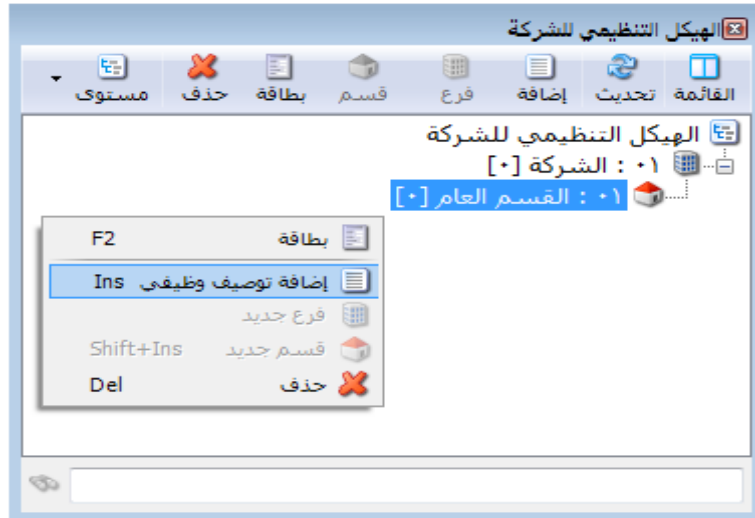 الهيكل التنظيمي للشركة
القائمة تحديث إضافة فرع قسم بطاقة حذف مستوى
الهيكل التنظيمي للشركة
٠١ : الشركة [٠]
٠١ : القسم العام [٠]
بطاقة F2
إضافة توصيف وظيفي Ins
فرع جديد
قسم جديد Shift+Ins
حذف Del